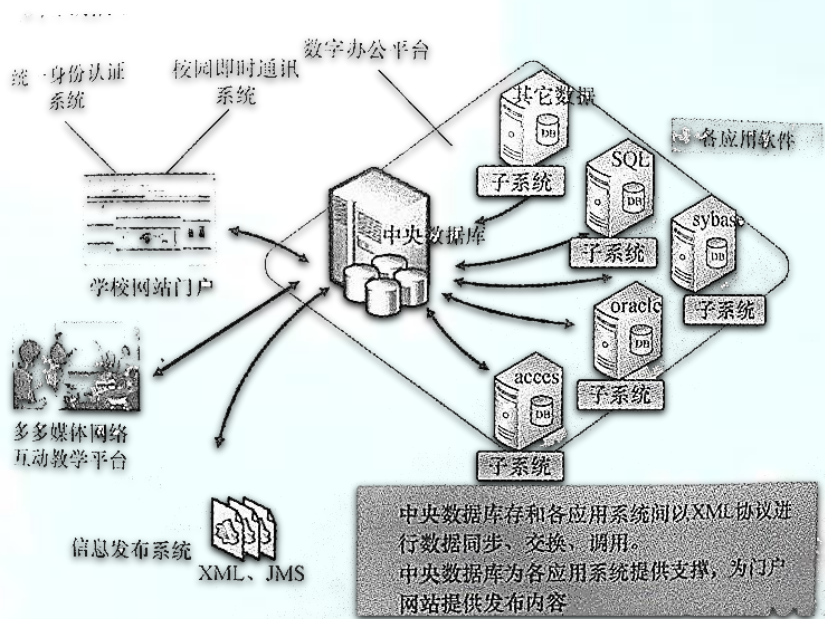 数字办公平台
统一身份认证
系统
校园即时通讯
系统
其它数据
DB
子系统
各应用软件
SQL
DB
子系统
sybase
DB
子系统
中央数据库
学校网站门户
oracle
DB
子系统
acces
DB
子系统
多多媒体网络
互动教学平台
信息发布系统
XML、JMS
中央数据库存和各应用系统间以XML协议进
行数据同步、交换、调用。
中央数据库为各应用系统提供支撑，为门户
网站提供发布内容